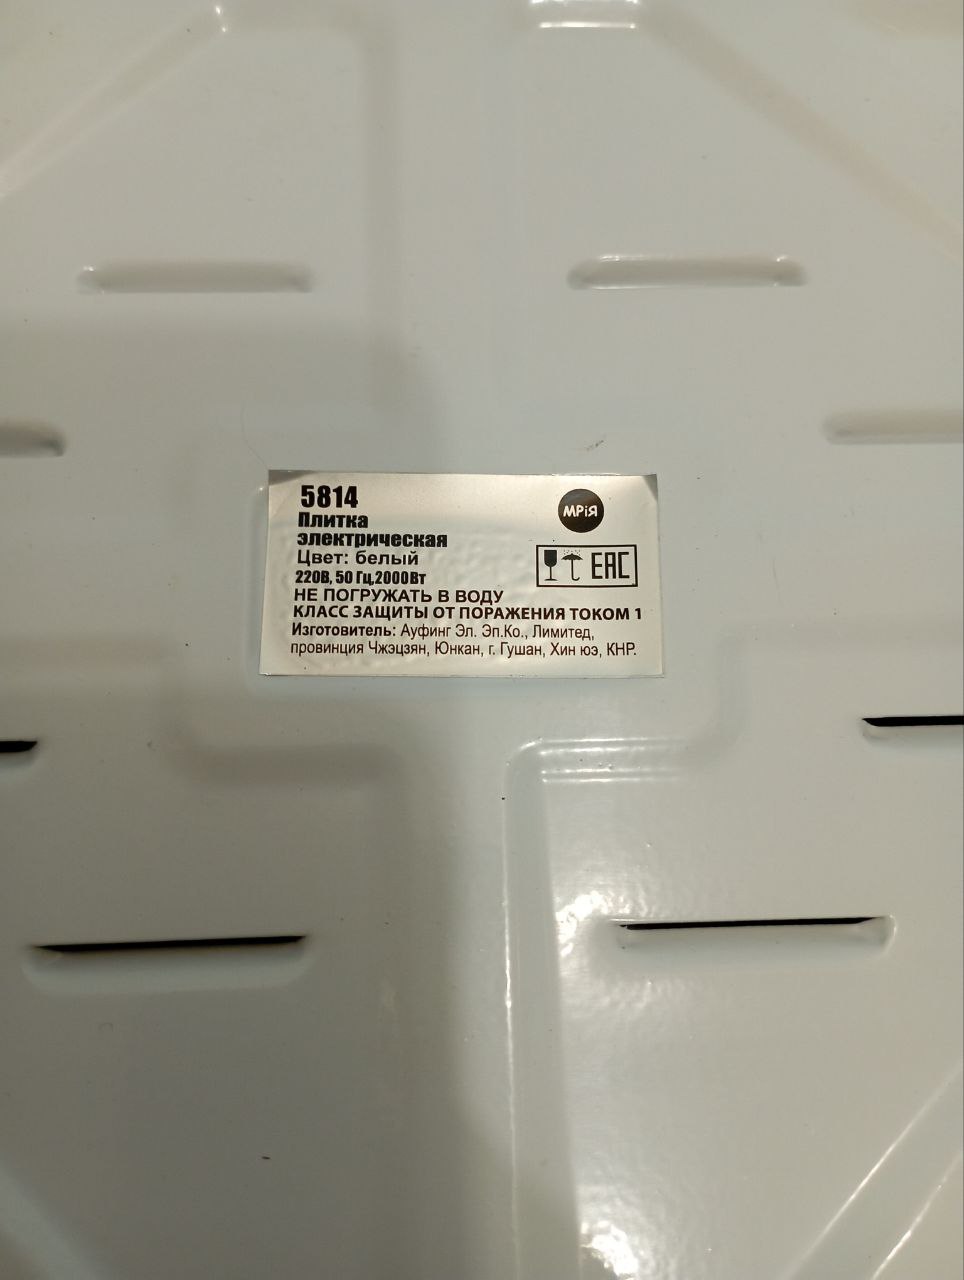 5814
МРіЯ
Плитка
электрическая
Цвет: белый
220В, 50 Гц,2000Вт
EAC
НЕ ПОГРУЖАТЬ В ВОДУ
КЛАСС ЗАЩИТЫ ОТ ПОРАЖЕНИЯ ТОКОМ 1
Изготовитель: Ауфинг Эл. Эп.Ко., Лимитед,
провинция Чжэцзян, Юнкан, г. Гушан, Хин юэ, КНР.